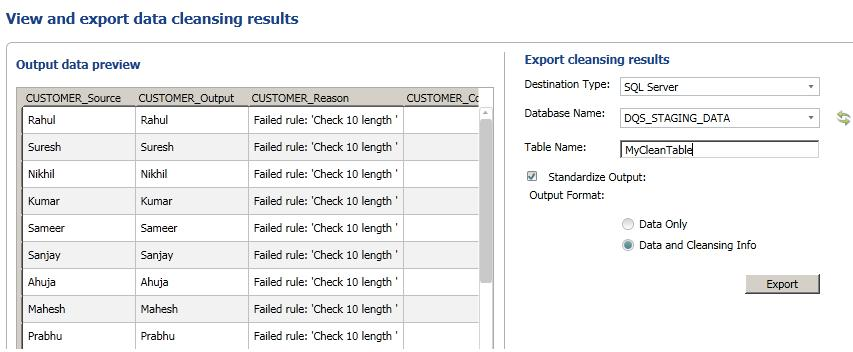 View and export data cleansing results
Output data preview
CUSTOMER_Source CUSTOMER_Output CUSTOMER_Reason CUSTOMER_Co
Rahul Rahul Failed rule: 'Check 10 length '
Suresh Suresh Failed rule: 'Check 10 length '
Nikhil Nikhil Failed rule: 'Check 10 length '
Kumar Kumar Failed rule: 'Check 10 length '
Sameer Sameer Failed rule: 'Check 10 length '
Sanjay Sanjay Failed rule: 'Check 10 length '
Ahuja Ahuja Failed rule: 'Check 10 length '
Mahesh Mahesh Failed rule: 'Check 10 length '
Prabhu Prabhu Failed rule: 'Check 10 length '
Export cleansing results
Destination Type: SQL Server
Database Name: DQS_STAGING_DATA
Table Name: MyCleanTable
Standardize Output:
Output Format:
Data Only
Data and Cleansing Info
Export